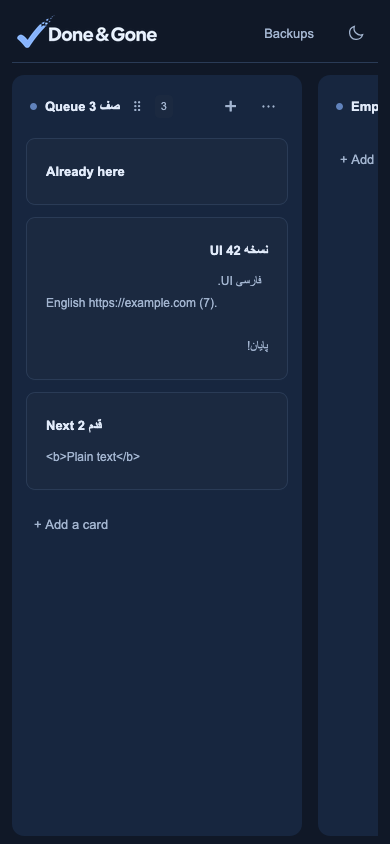 Done & Gone
Backups
Queue 3 صف
3
Already here
نسخه 42 UI
فارسی UI.
English https://example.com (7).
پایان!
Next 2 قدم
<b>Plain text</b>
+ Add a card
Emp
+ Add